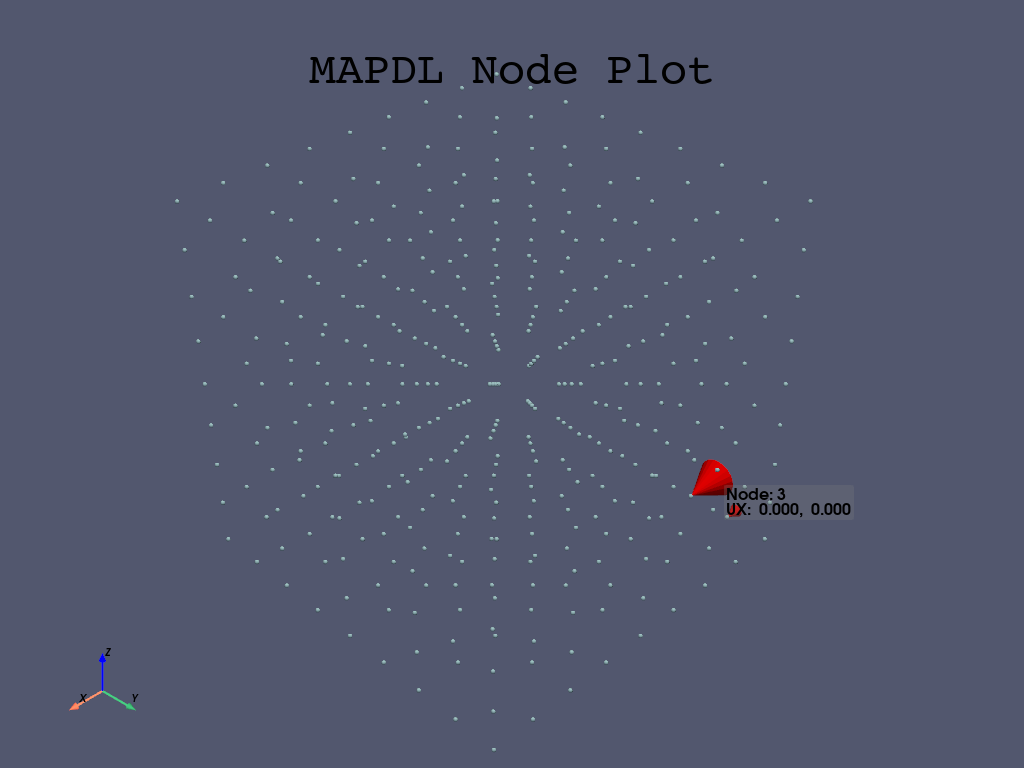 MAPDL Node Plot
Node: 3
UX: 0.000, 0.000
Z
X
Y